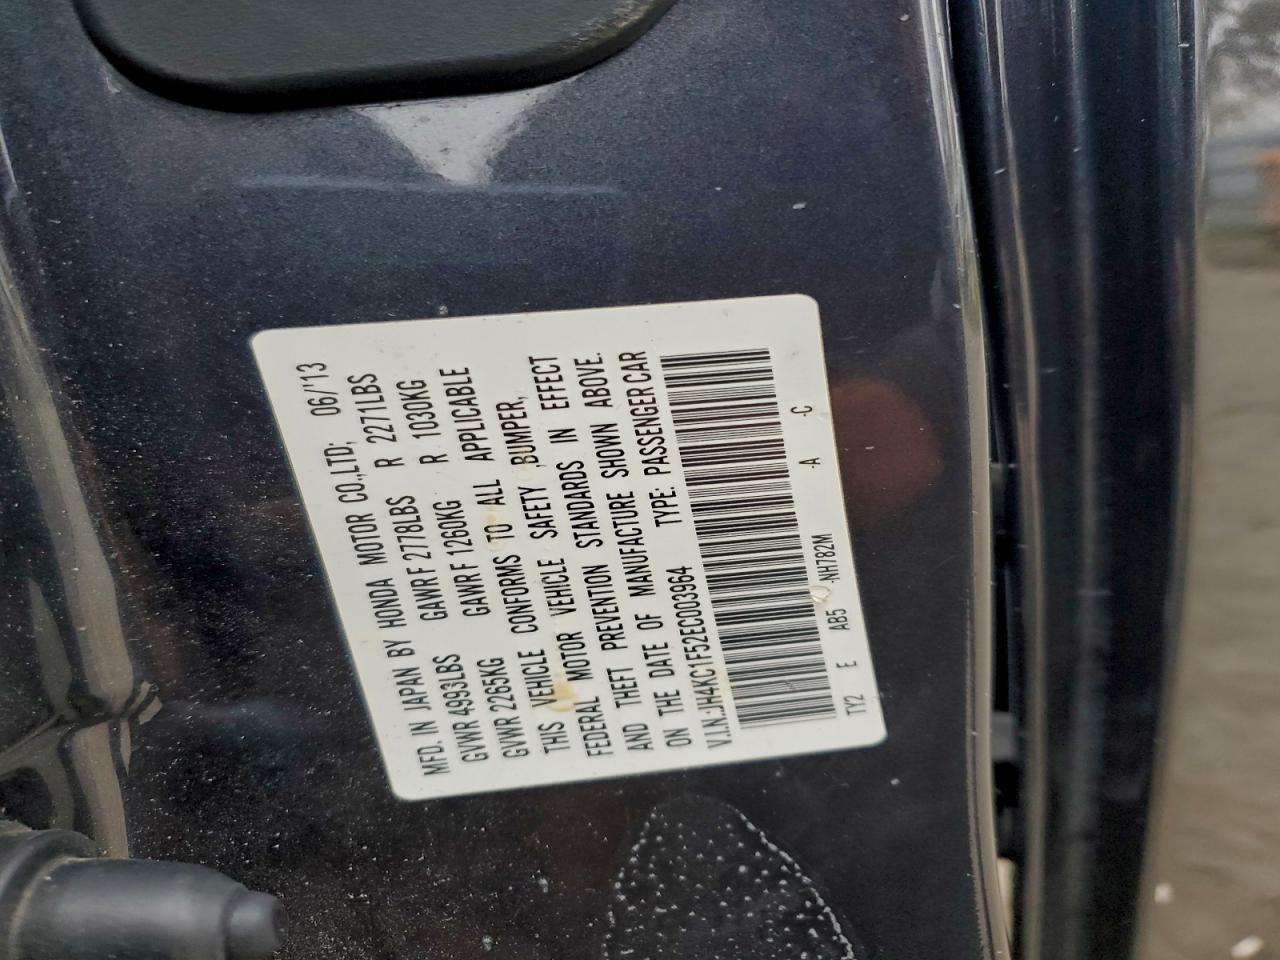 MFD. IN JAPAN BY HONDA MOTOR CO.,LTD; 06/'13
GVWR 4993LBS GAWR F 2778LBS R 2271LBS
GVWR 2265KG GAWR F 1260KG R 1030KG
THIS VEHICLE CONFORMS TO ALL APPLICABLE
FEDERAL MOTOR VEHICLE SAFETY ,BUMPER,
AND THEFT PREVENTION STANDARDS IN EFFECT
ON THE DATE OF MANUFACTURE SHOWN ABOVE.
V.I.N:JH4KC1F52EC003964 TYPE: PASSENGER CAR
TY2 E AB5 -NH782M -A -C